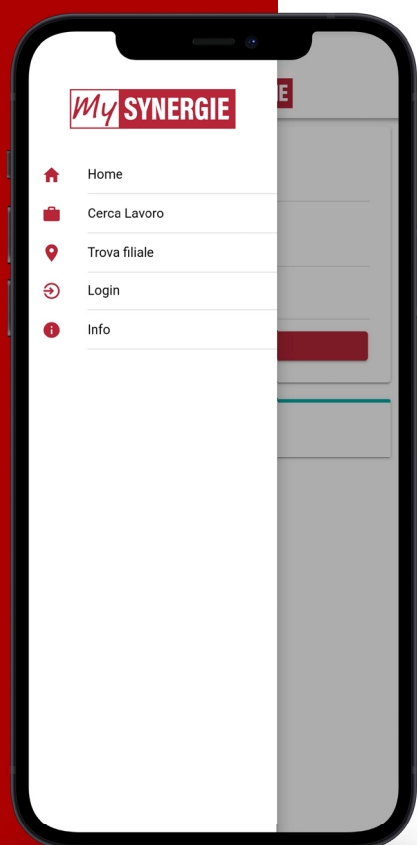 My SYNERGIE
E
Home
Cerca Lavoro
Trova filiale
Login
Info